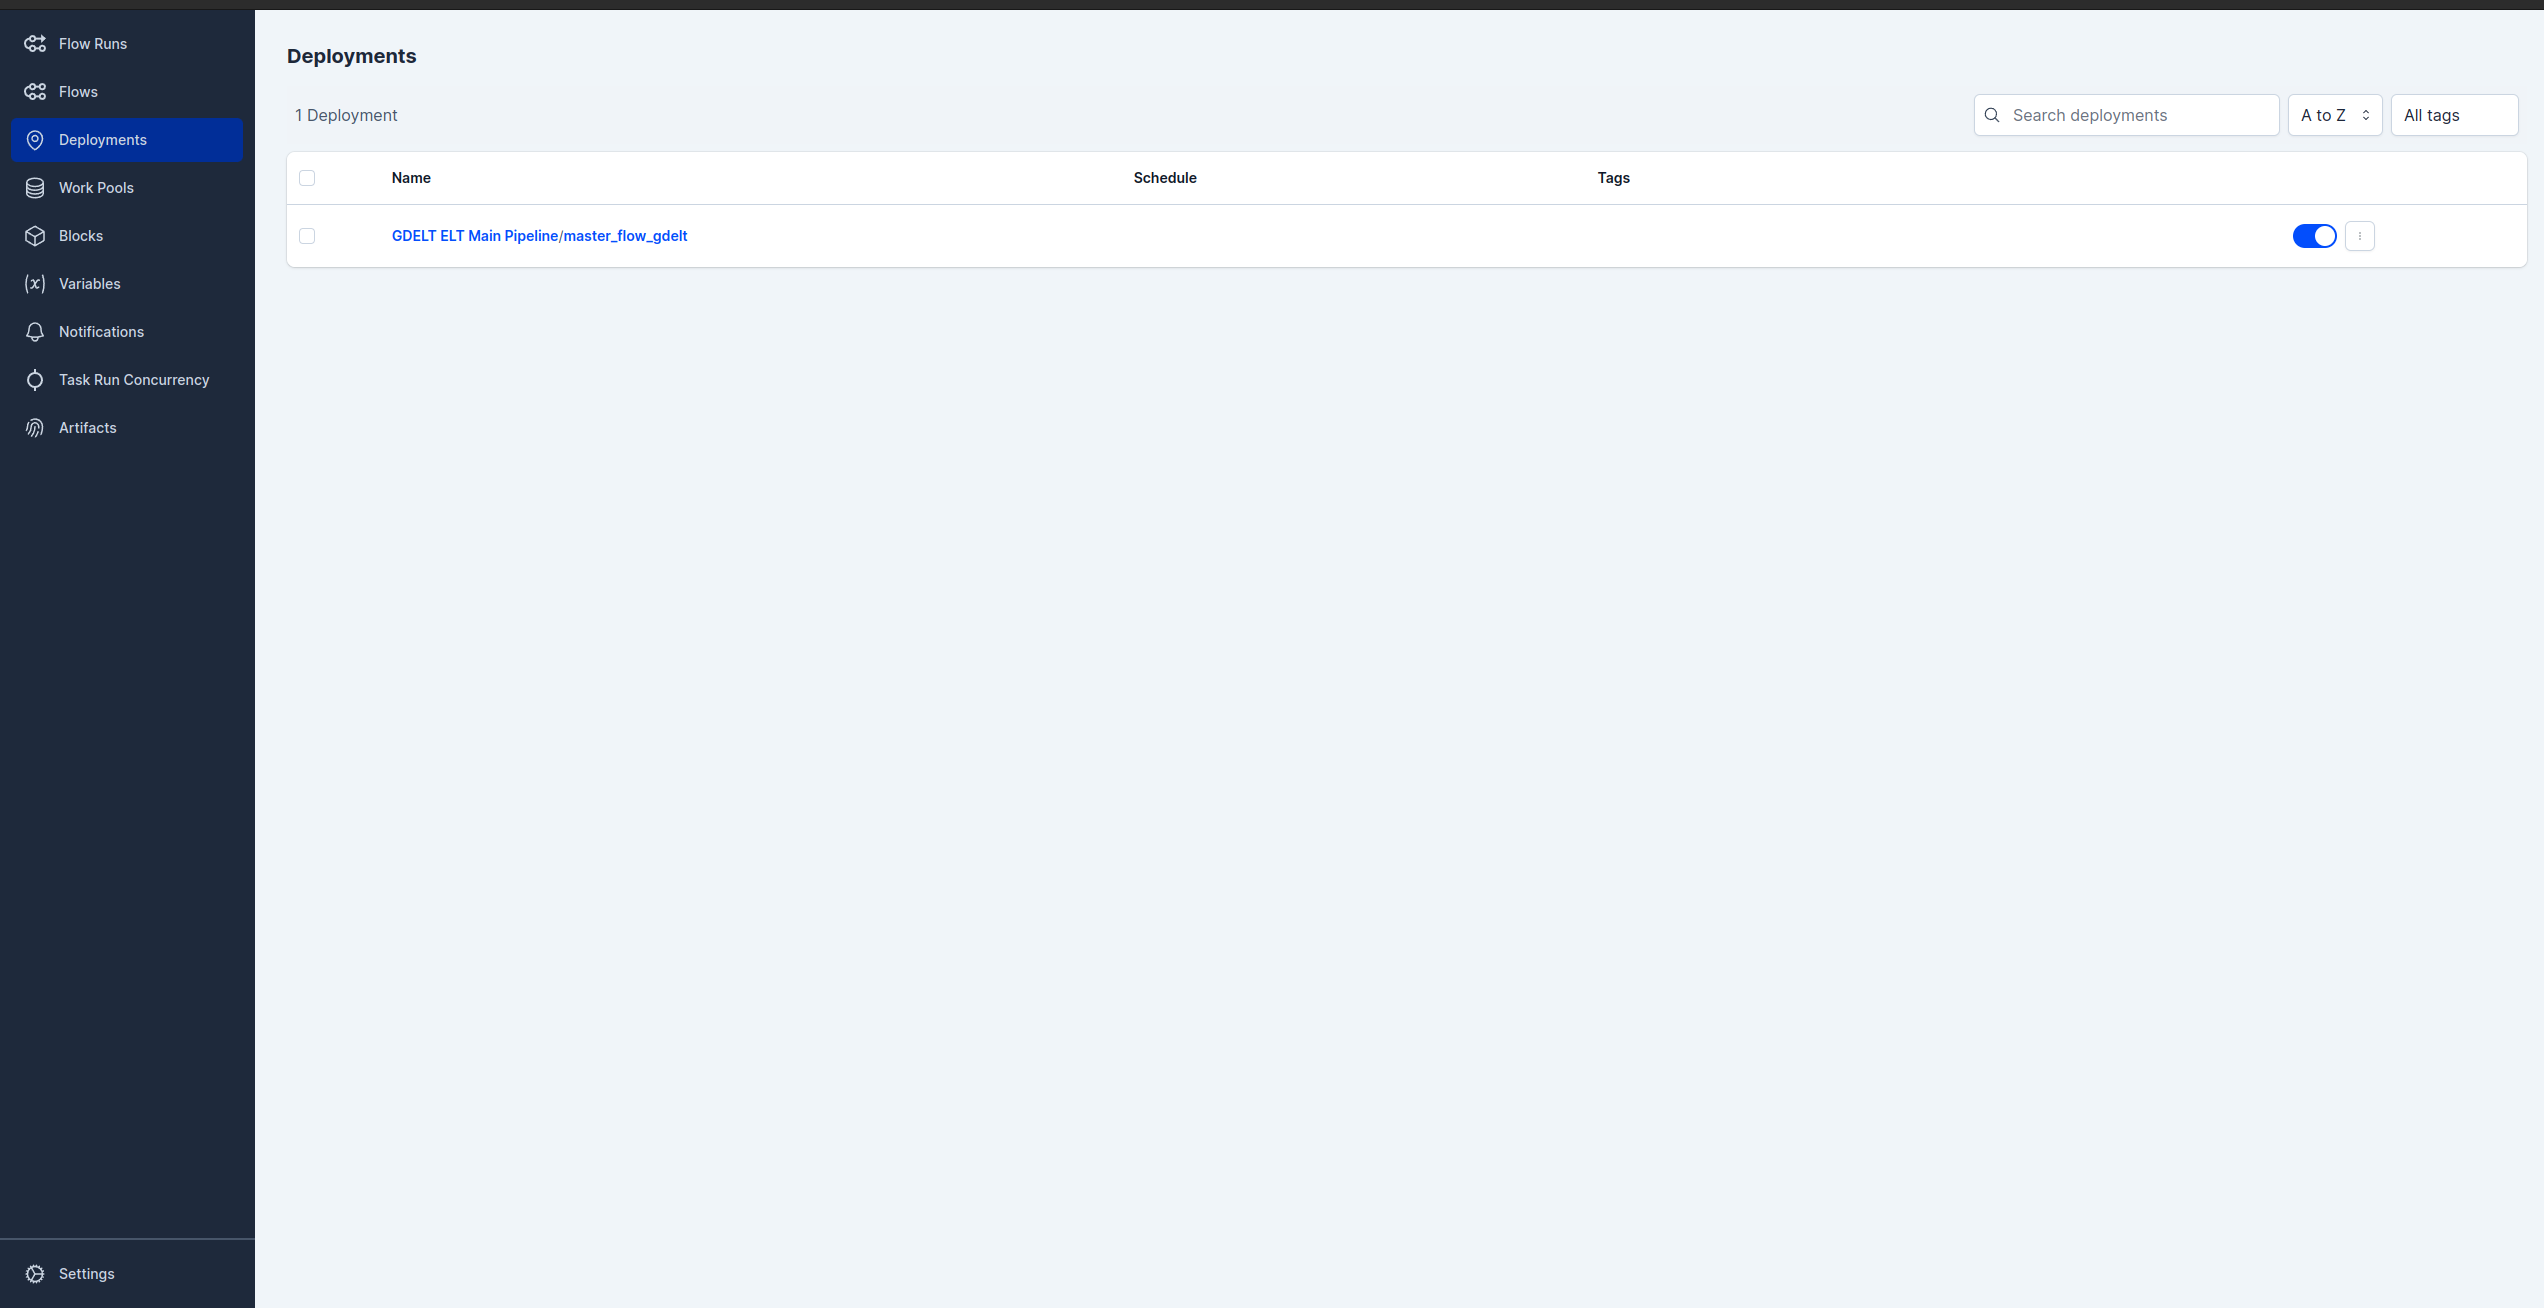 Flow Runs
Flows
Deployments
Work Pools
Blocks
Variables
Notifications
Task Run Concurrency
Artifacts
Settings
Deployments
1 Deployment
Search deployments
A to Z
All tags
Name Schedule Tags
GDELT ELT Main Pipeline/master_flow_gdelt